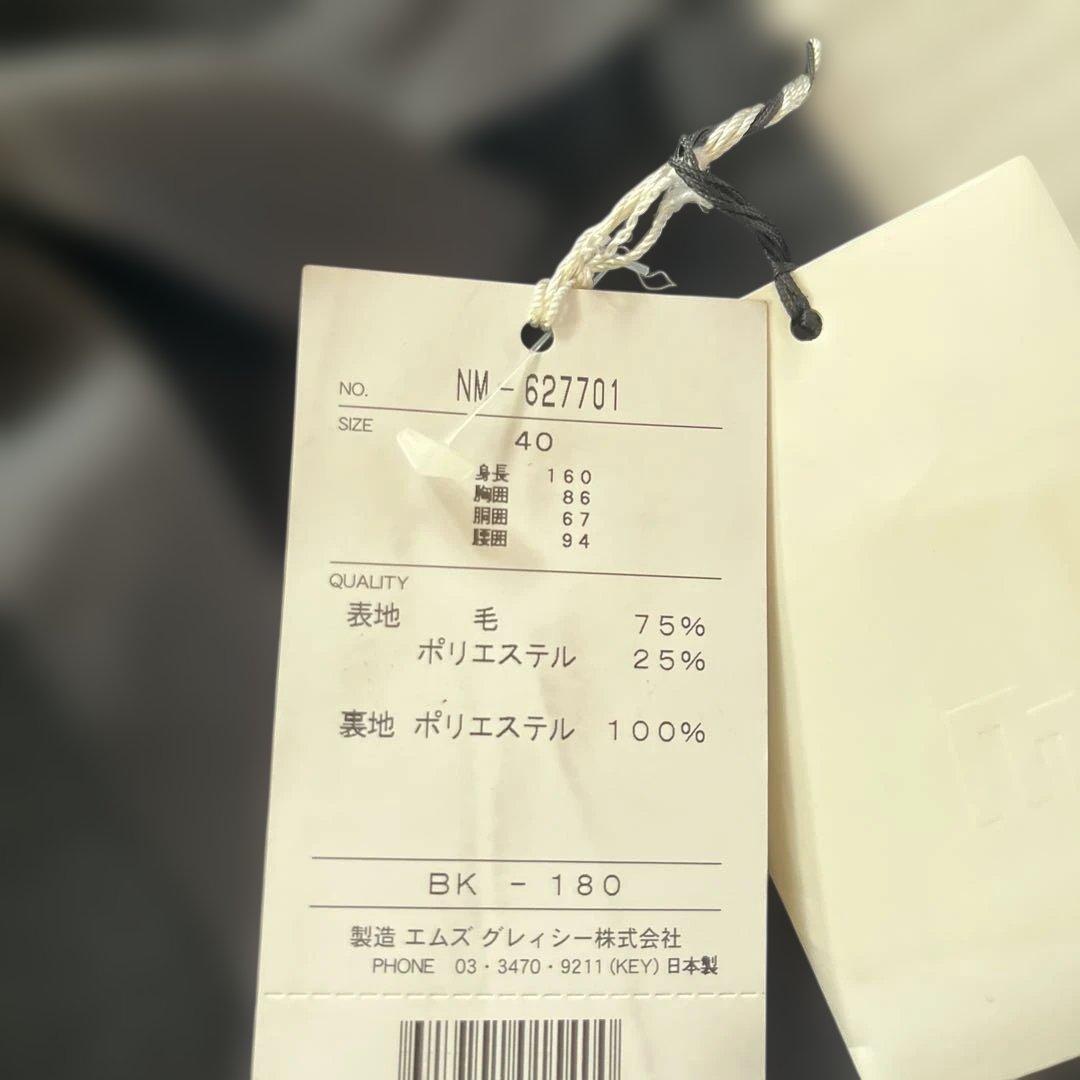 NO. NM-627701
SIZE 40
身長 160
胸囲 86
胴囲 67
腰囲 94
QUALITY
表地 毛 75%
ポリエステル 25%
裏地 ポリエステル 100%
BK - 180
製造 エムズ グレィシー株式会社
PHONE 03・3470・9211(KEY)日本製